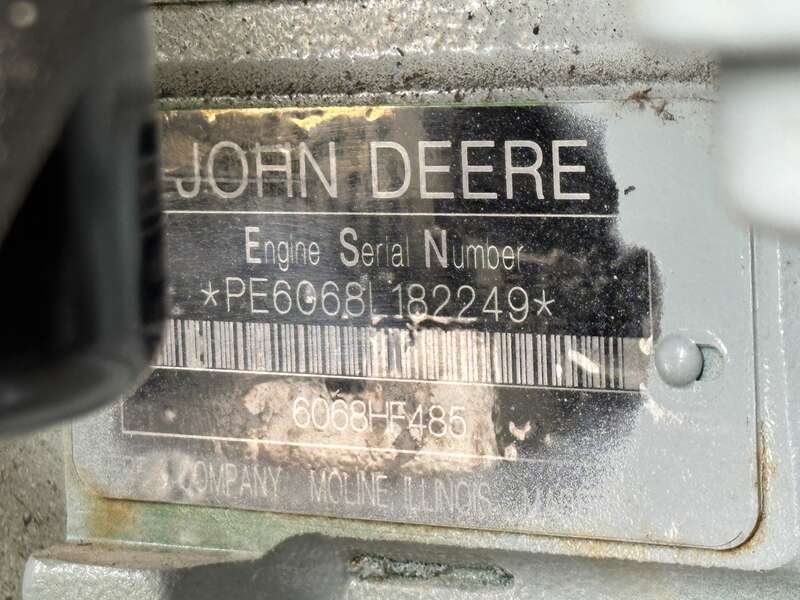 JOHN DEERE
Engine Serial Number
*PE6068L182249*
6068HF485
COMPANY MOLINE ILLINOIS